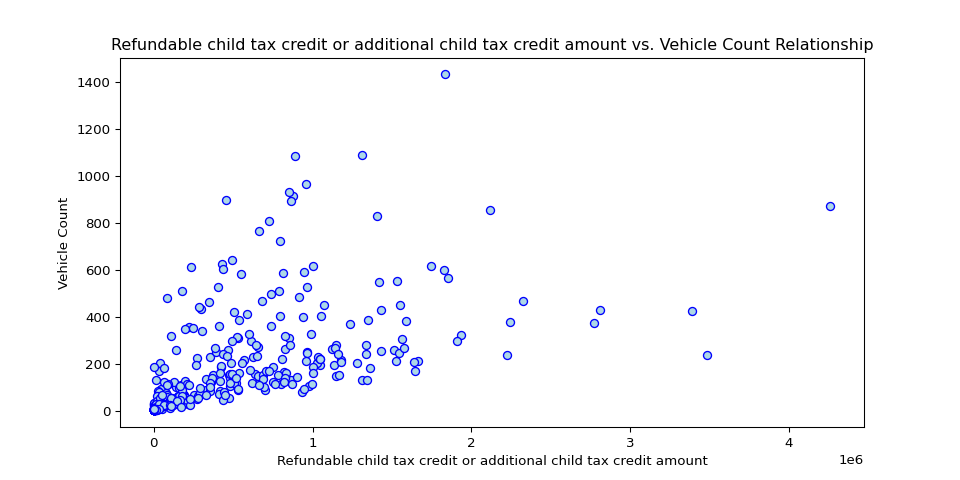 Refundable child tax credit or additional child tax credit amount vs. Vehicle Count Relationship
1400
1200
1000
800
600
400
200
0
Vehicle Count
0 1 2 3 4
1e6
Refundable child tax credit or additional child tax credit amount